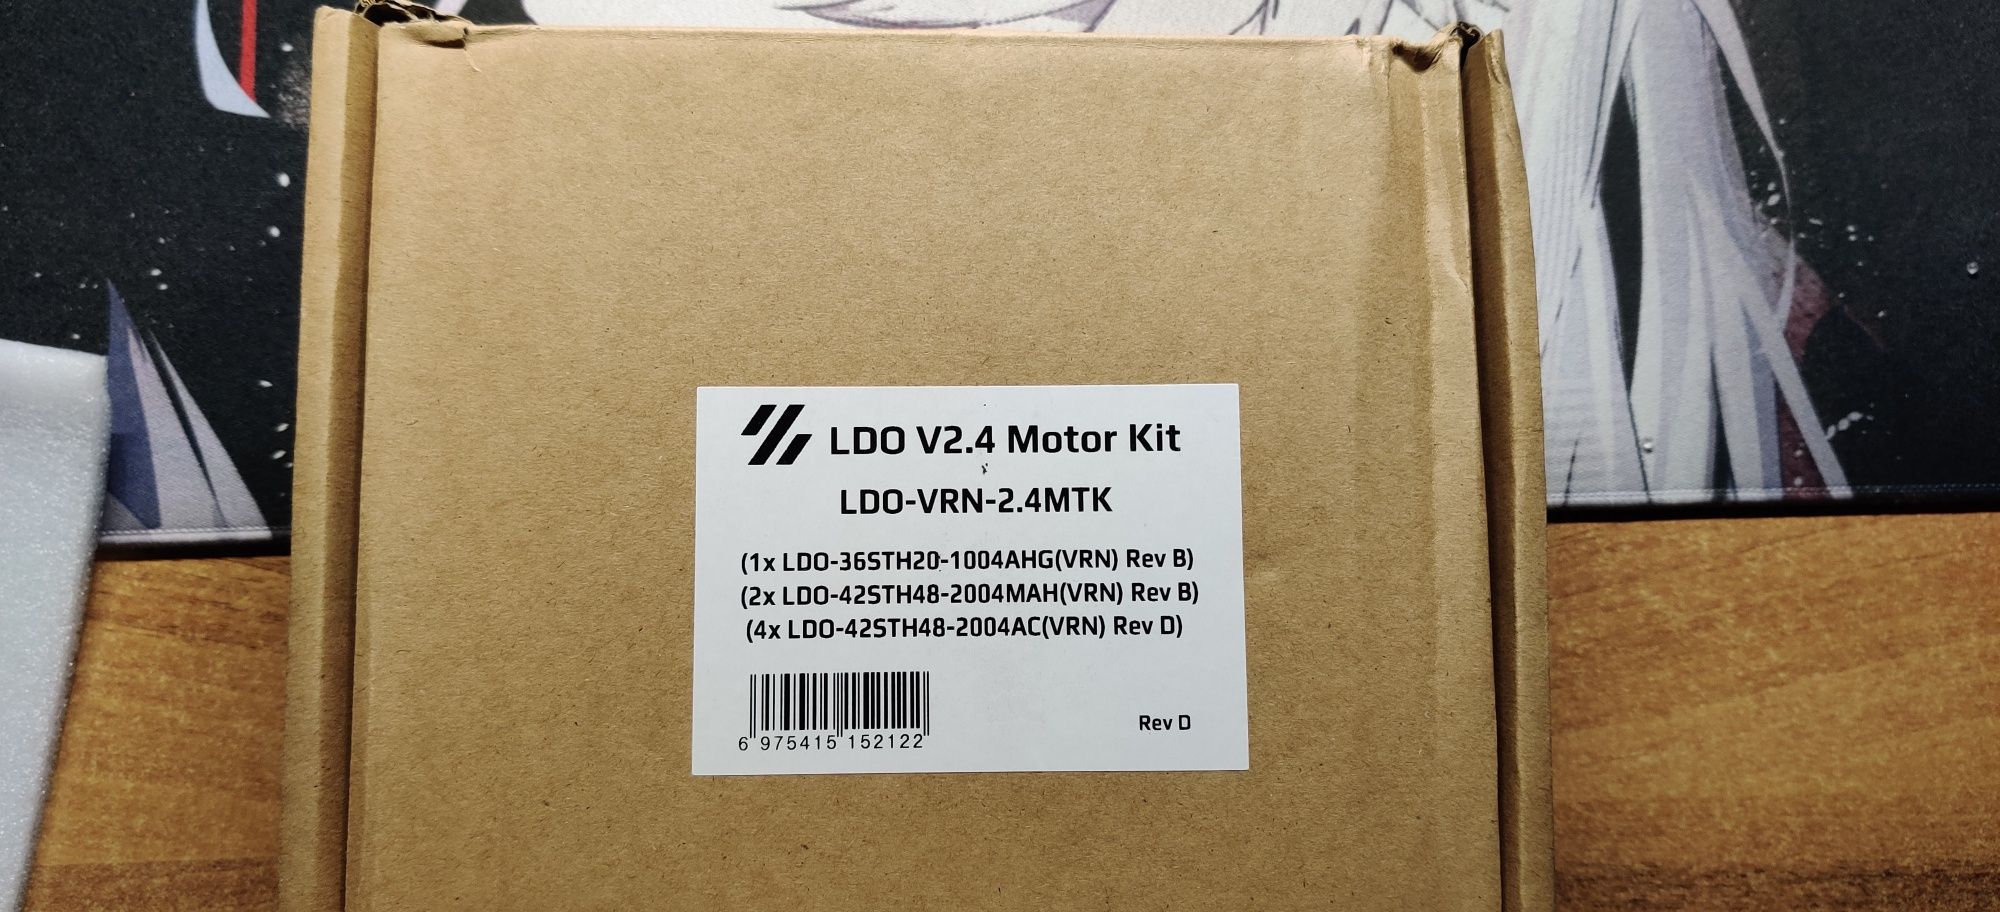 LDO V2.4 Motor Kit
LDO-VRN-2.4MTK
(1x LDO-36STH20-1004AHG(VRN) Rev B)
(2x LDO-42STH48-2004MAH(VRN) Rev B)
(4x LDO-42STH48-2004AC(VRN) Rev D)
Rev D
6 975415 152122